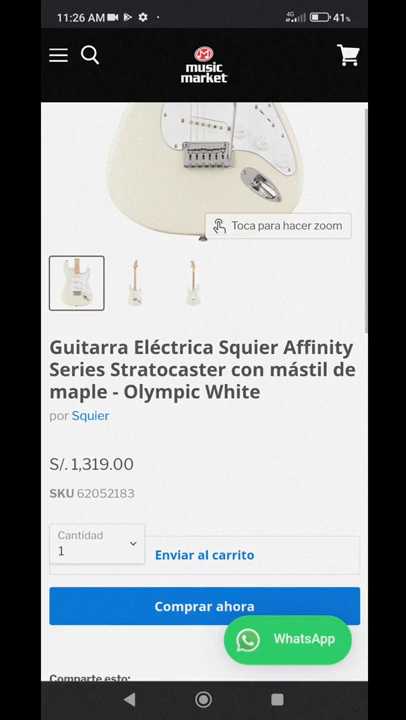 11:26 AM
4G
41%
music
market
Toca para hacer zoom
Guitarra Eléctrica Squier Affinity
Series Stratocaster con mástil de
maple - Olympic White
por Squier
S/. 1,319.00
SKU 62052183
Cantidad
1
Enviar al carrito
Comprar ahora
WhatsApp
Comparte esto: